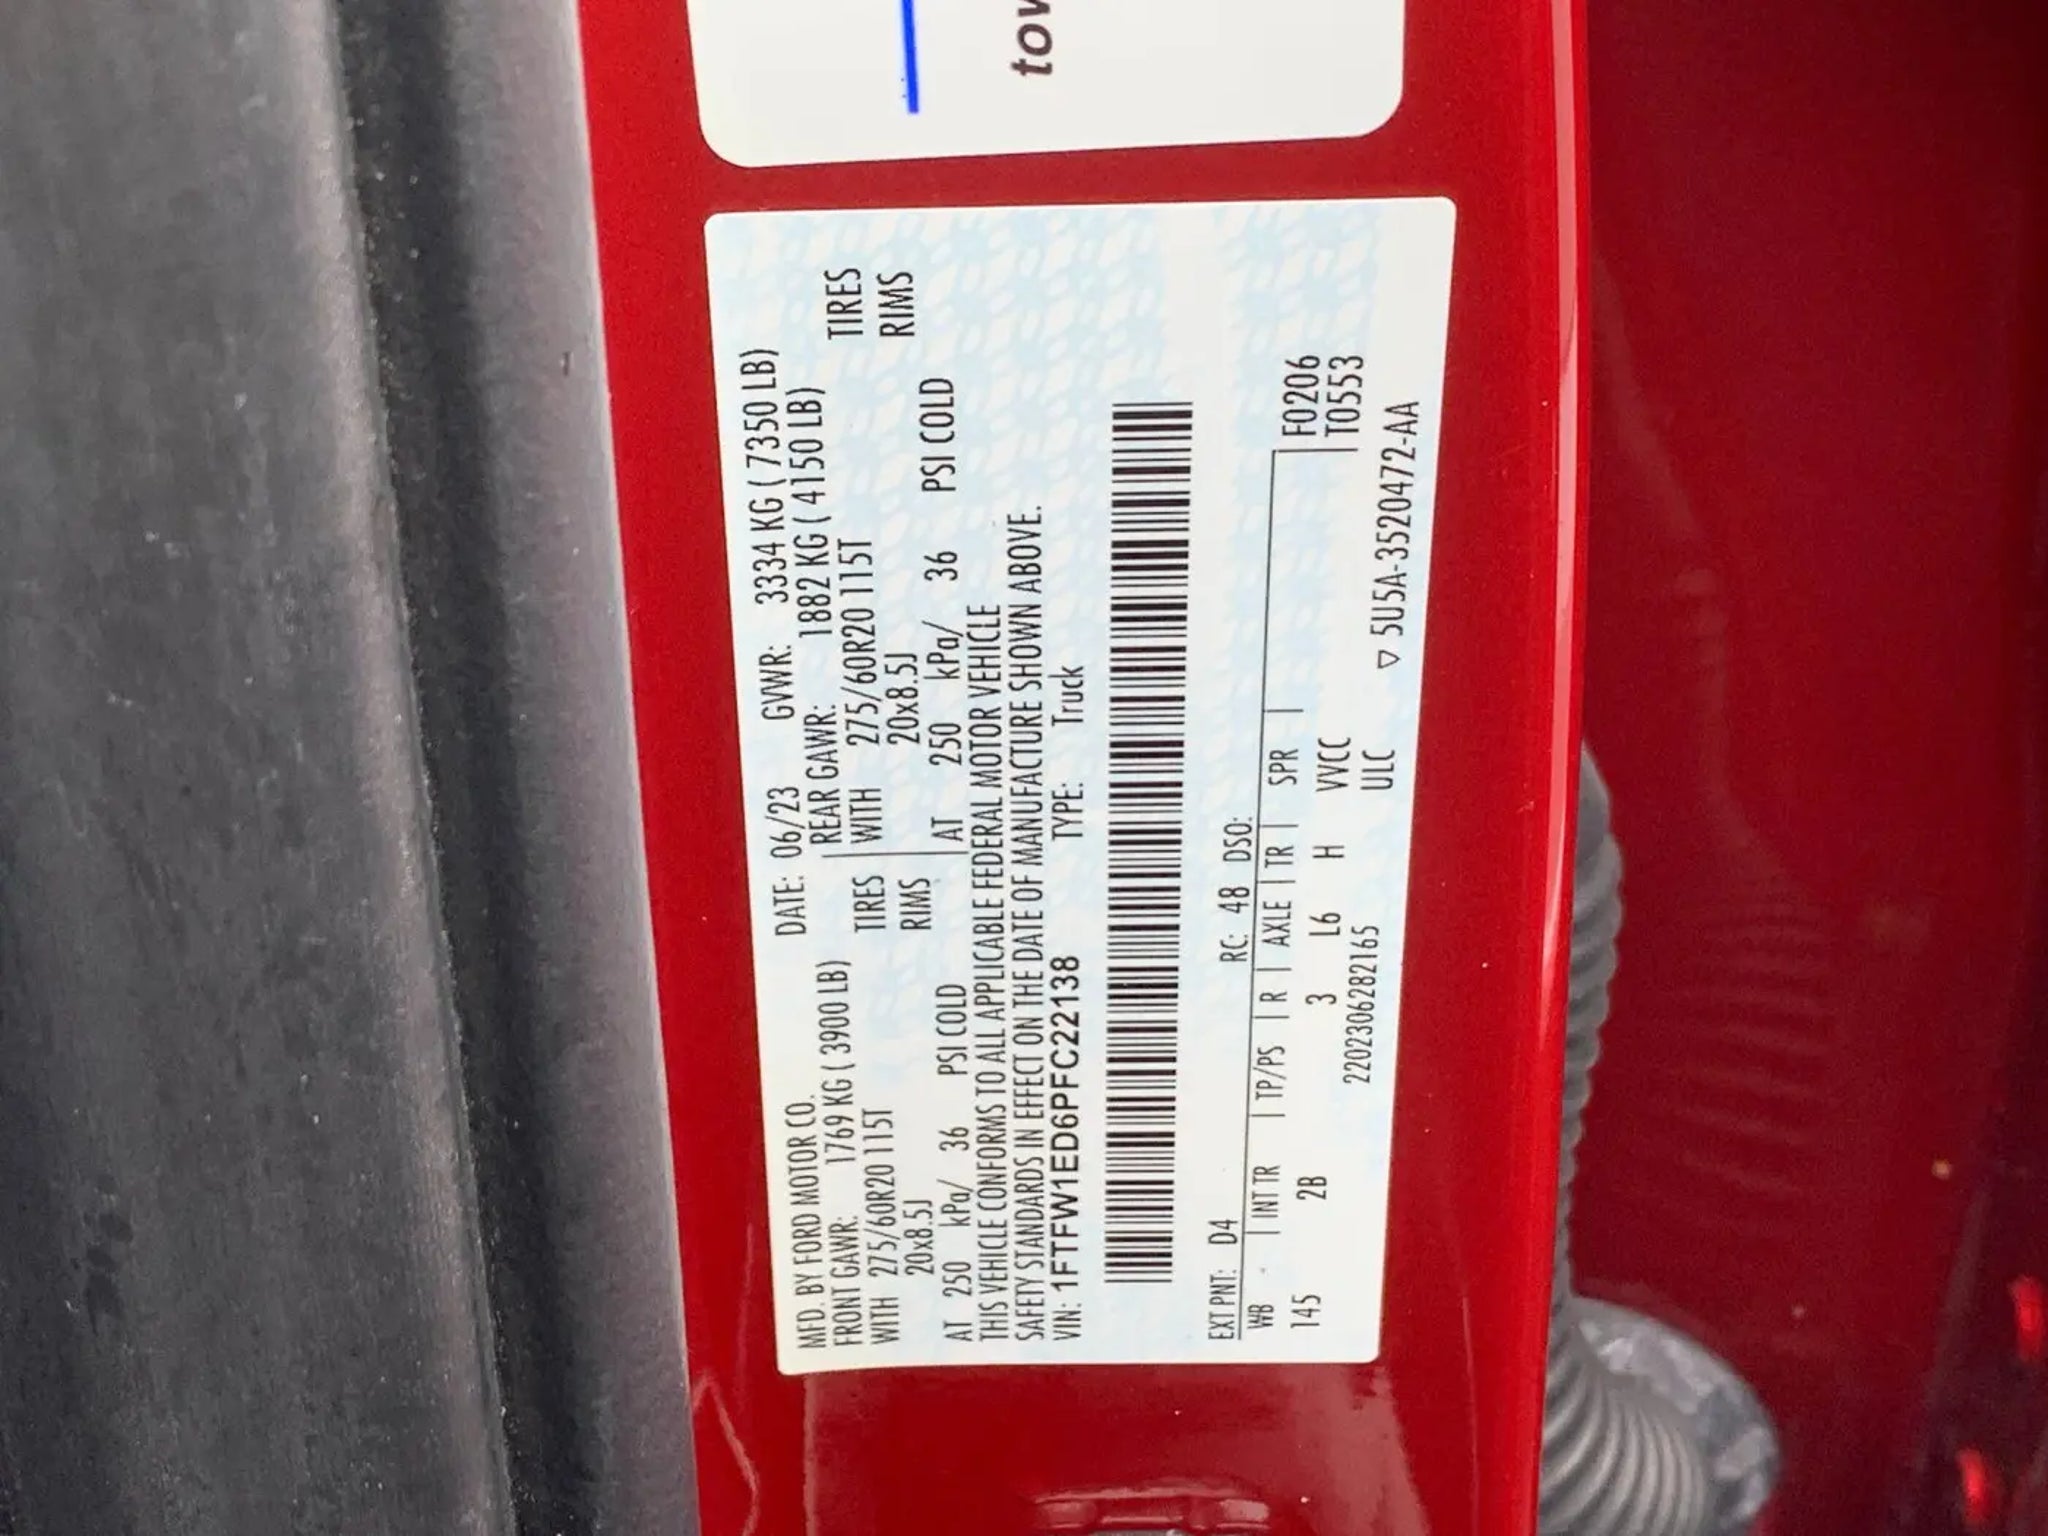 tow
MFD. BY FORD MOTOR CO. DATE: 06/23 GVWR: 3334 KG ( 7350 LB)
FRONT GAWR: 1769 KG ( 3900 LB) REAR GAWR: 1882 KG ( 4150 LB)
WITH 275/60R20 115T TIRES WITH 275/60R20 115T TIRES
20x8.5J RIMS 20x8.5J RIMS
AT 250 kPa/ 36 PSI COLD AT 250 kPa/ 36 PSI COLD
THIS VEHICLE CONFORMS TO ALL APPLICABLE FEDERAL MOTOR VEHICLE
SAFETY STANDARDS IN EFFECT ON THE DATE OF MANUFACTURE SHOWN ABOVE.
VIN: 1FTFW1ED6PFC22138 TYPE: Truck
EXT PNT: D4 RC: 48 DSO:
WB | INT TR | TP/PS | R | AXLE | TR | SPR | F0206
145 2B 3 L6 H VVCC T0553
2202306282165 ULC
▽ 5U5A-3520472-AA